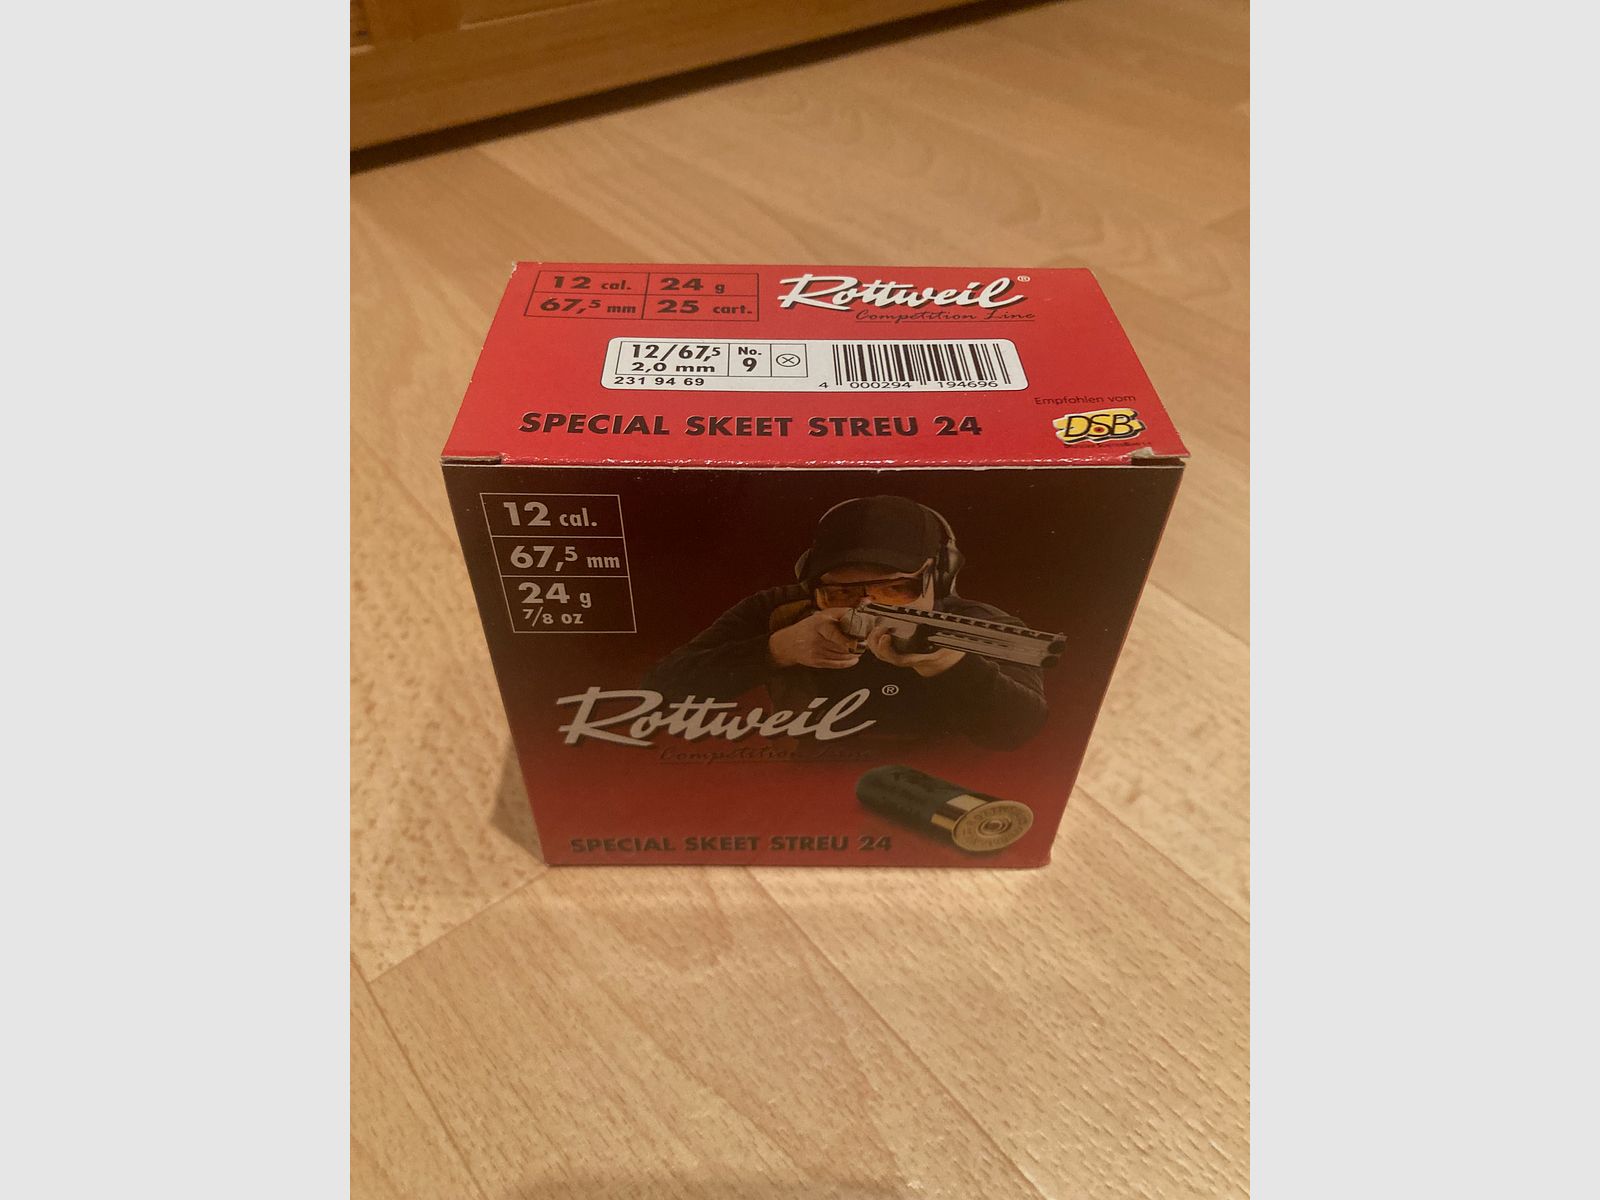 12 cal. 24 g
67,5 mm 25 cart.
Rottweil®
Competition Line
12/67,5
2,0 mm
No.
9
231 94 69
4 000294 194696
SPECIAL SKEET STREU 24
Empfohlen vom
DSB
12 cal.
67,5 mm
24 g
7/8 oz
Rottweil®
Competition Line
SPECIAL SKEET STREU 24